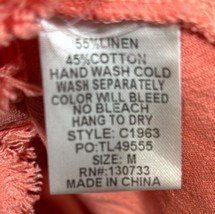 55%LINEN
45%COTTON
HAND WASH COLD
WASH SEPARATELY
COLOR WILL BLEED
NO BLEACH
HANG TO DRY
STYLE: C1963
PO:TL49555
SIZE: M
RN#:130733
MADE IN CHINA